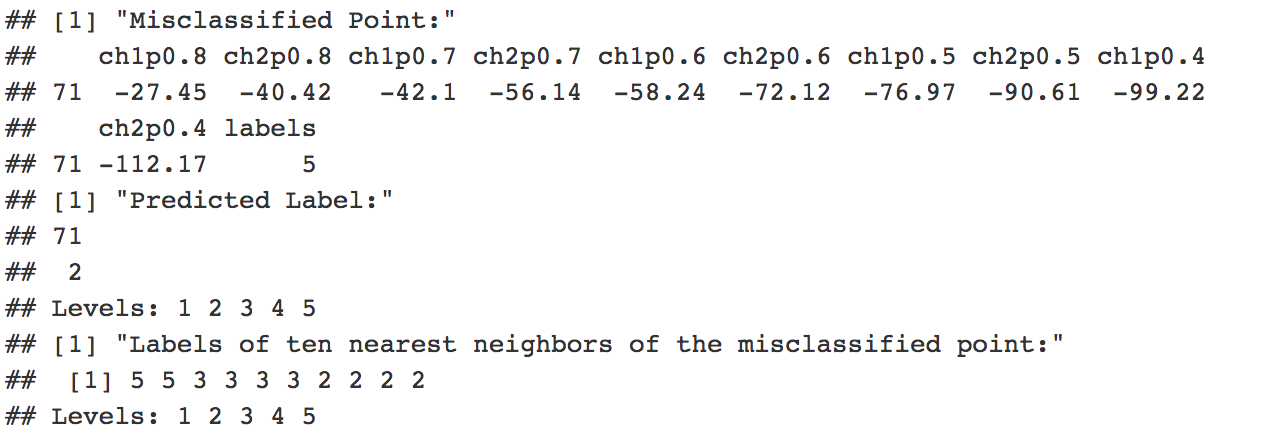 ## [1] "Misclassified Point:"
##    ch1p0.8 ch2p0.8 ch1p0.7 ch2p0.7 ch1p0.6 ch2p0.6 ch1p0.5 ch2p0.5 ch1p0.4
## 71  -27.45  -40.42   -42.1  -56.14  -58.24  -72.12  -76.97  -90.61  -99.22
##    ch2p0.4 labels
## 71 -112.17      5
## [1] "Predicted Label:"
## 71
##  2
## Levels: 1 2 3 4 5
## [1] "Labels of ten nearest neighbors of the misclassified point:"
##  [1] 5 5 3 3 3 3 2 2 2 2
## Levels: 1 2 3 4 5